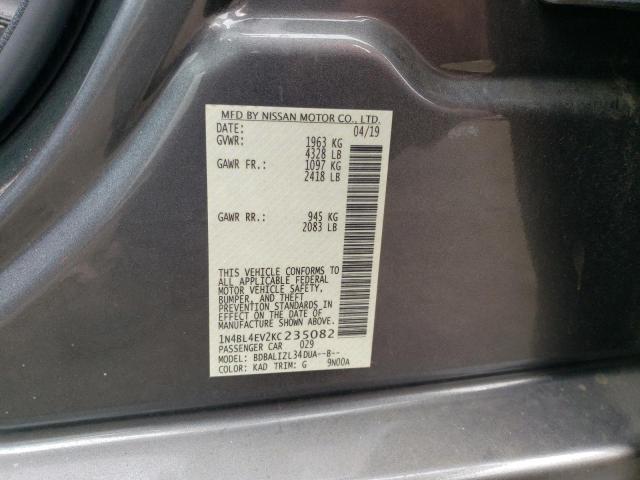 MFD BY NISSAN MOTOR CO., LTD.
DATE: 04/19
GVWR: 1963 KG
4328 LB
GAWR FR.: 1097 KG
2418 LB
GAWR RR.: 945 KG
2083 LB
THIS VEHICLE CONFORMS TO
ALL APPLICABLE FEDERAL
MOTOR VEHICLE SAFETY,
BUMPER, AND THEFT
PREVENTION STANDARDS IN
EFFECT ON THE DATE OF
MANUFACTURE SHOWN ABOVE.
1N4BL4EV2KC235082
PASSENGER CAR 029
MODEL: BDBALIZL34DUA--B--
COLOR: KAD TRIM: G 9N00A